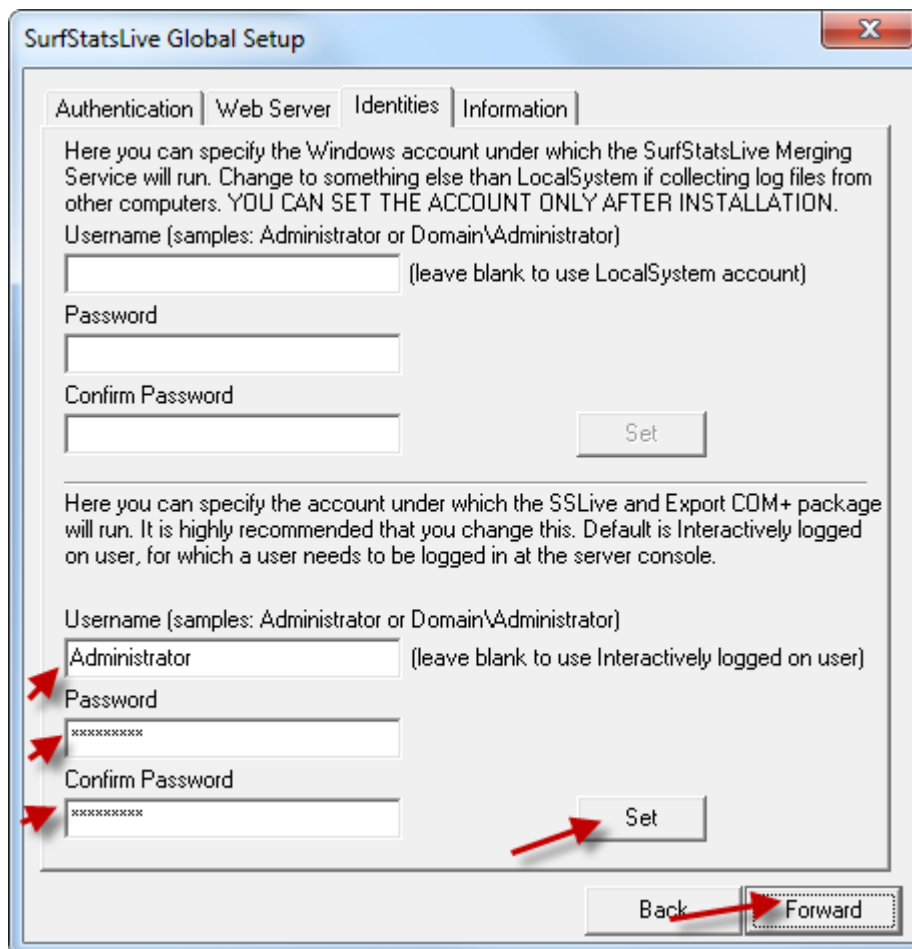 SurfStatsLive Global Setup
X
Authentication Web Server Identities Information
Here you can specify the Windows account under which the SurfStatsLive Merging
Service will run. Change to something else than LocalSystem if collecting log files from
other computers. YOU CAN SET THE ACCOUNT ONLY AFTER INSTALLATION.
Username (samples: Administrator or Domain\Administrator)
(leave blank to use LocalSystem account)
Password
Confirm Password
Set
Here you can specify the account under which the SSLive and Export COM+ package
will run. It is highly recommended that you change this. Default is Interactively logged
on user, for which a user needs to be logged in at the server console.
Username (samples: Administrator or Domain\Administrator)
Administrator (leave blank to use Interactively logged on user)
Password
*********
Confirm Password
*********
Set
Back Forward